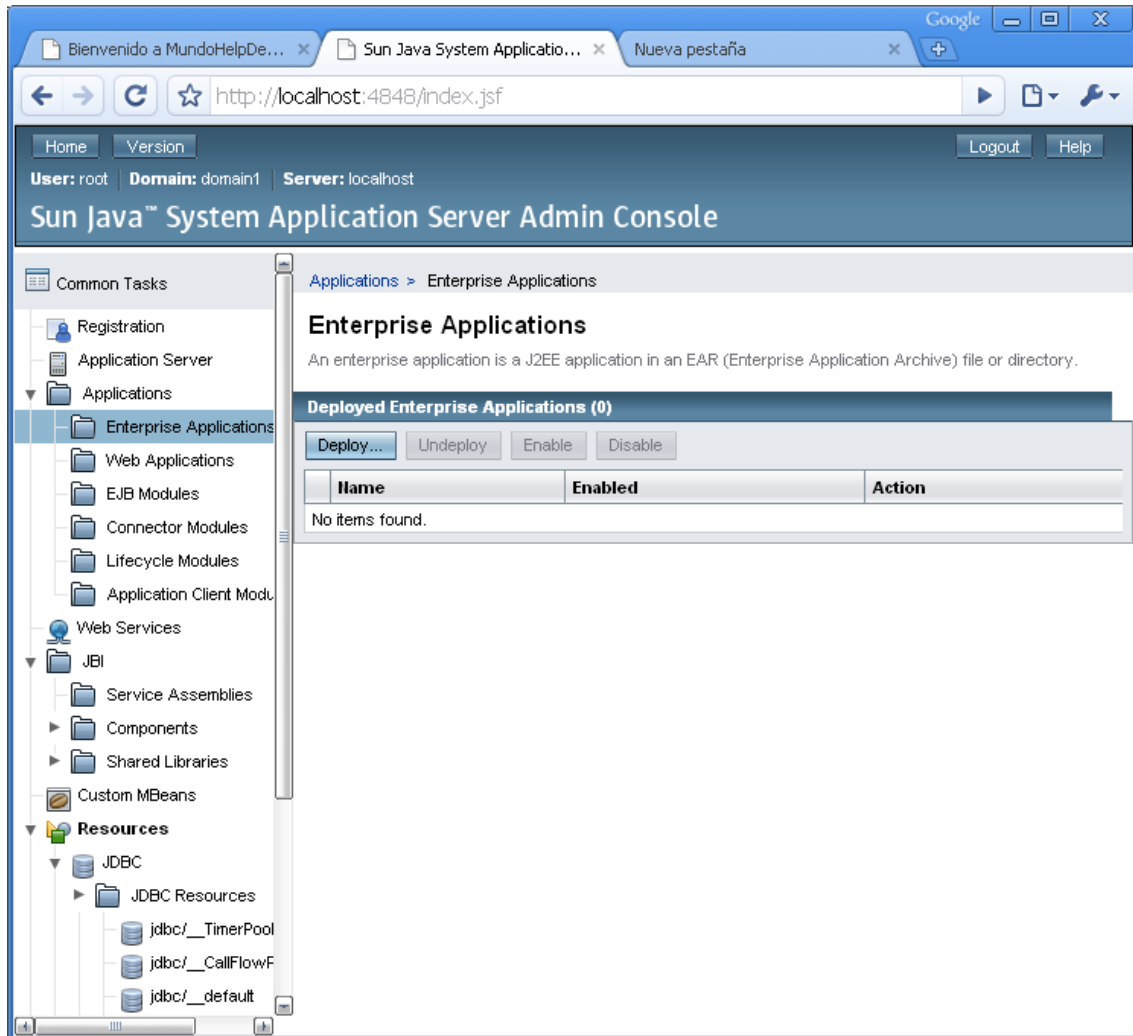 Google
Bienvenido a MundoHelpDe...
Sun Java System Applicatio...
Nueva pestaña
http://localhost:4848/index.jsf
Home
Version
Logout
Help
User: root
Domain: domain1
Server: localhost
Sun Java™ System Application Server Admin Console
Common Tasks
Registration
Application Server
Applications
Enterprise Applications
Web Applications
EJB Modules
Connector Modules
Lifecycle Modules
Application Client Modu
Web Services
JBI
Service Assemblies
Components
Shared Libraries
Custom MBeans
Resources
JDBC
JDBC Resources
jdbc/__TimerPool
jdbc/__CallFlowP
jdbc/__default
Applications > Enterprise Applications
Enterprise Applications
An enterprise application is a J2EE application in an EAR (Enterprise Application Archive) file or directory.
Deployed Enterprise Applications (0)
Deploy...
Undeploy
Enable
Disable
Name
Enabled
Action
No items found.